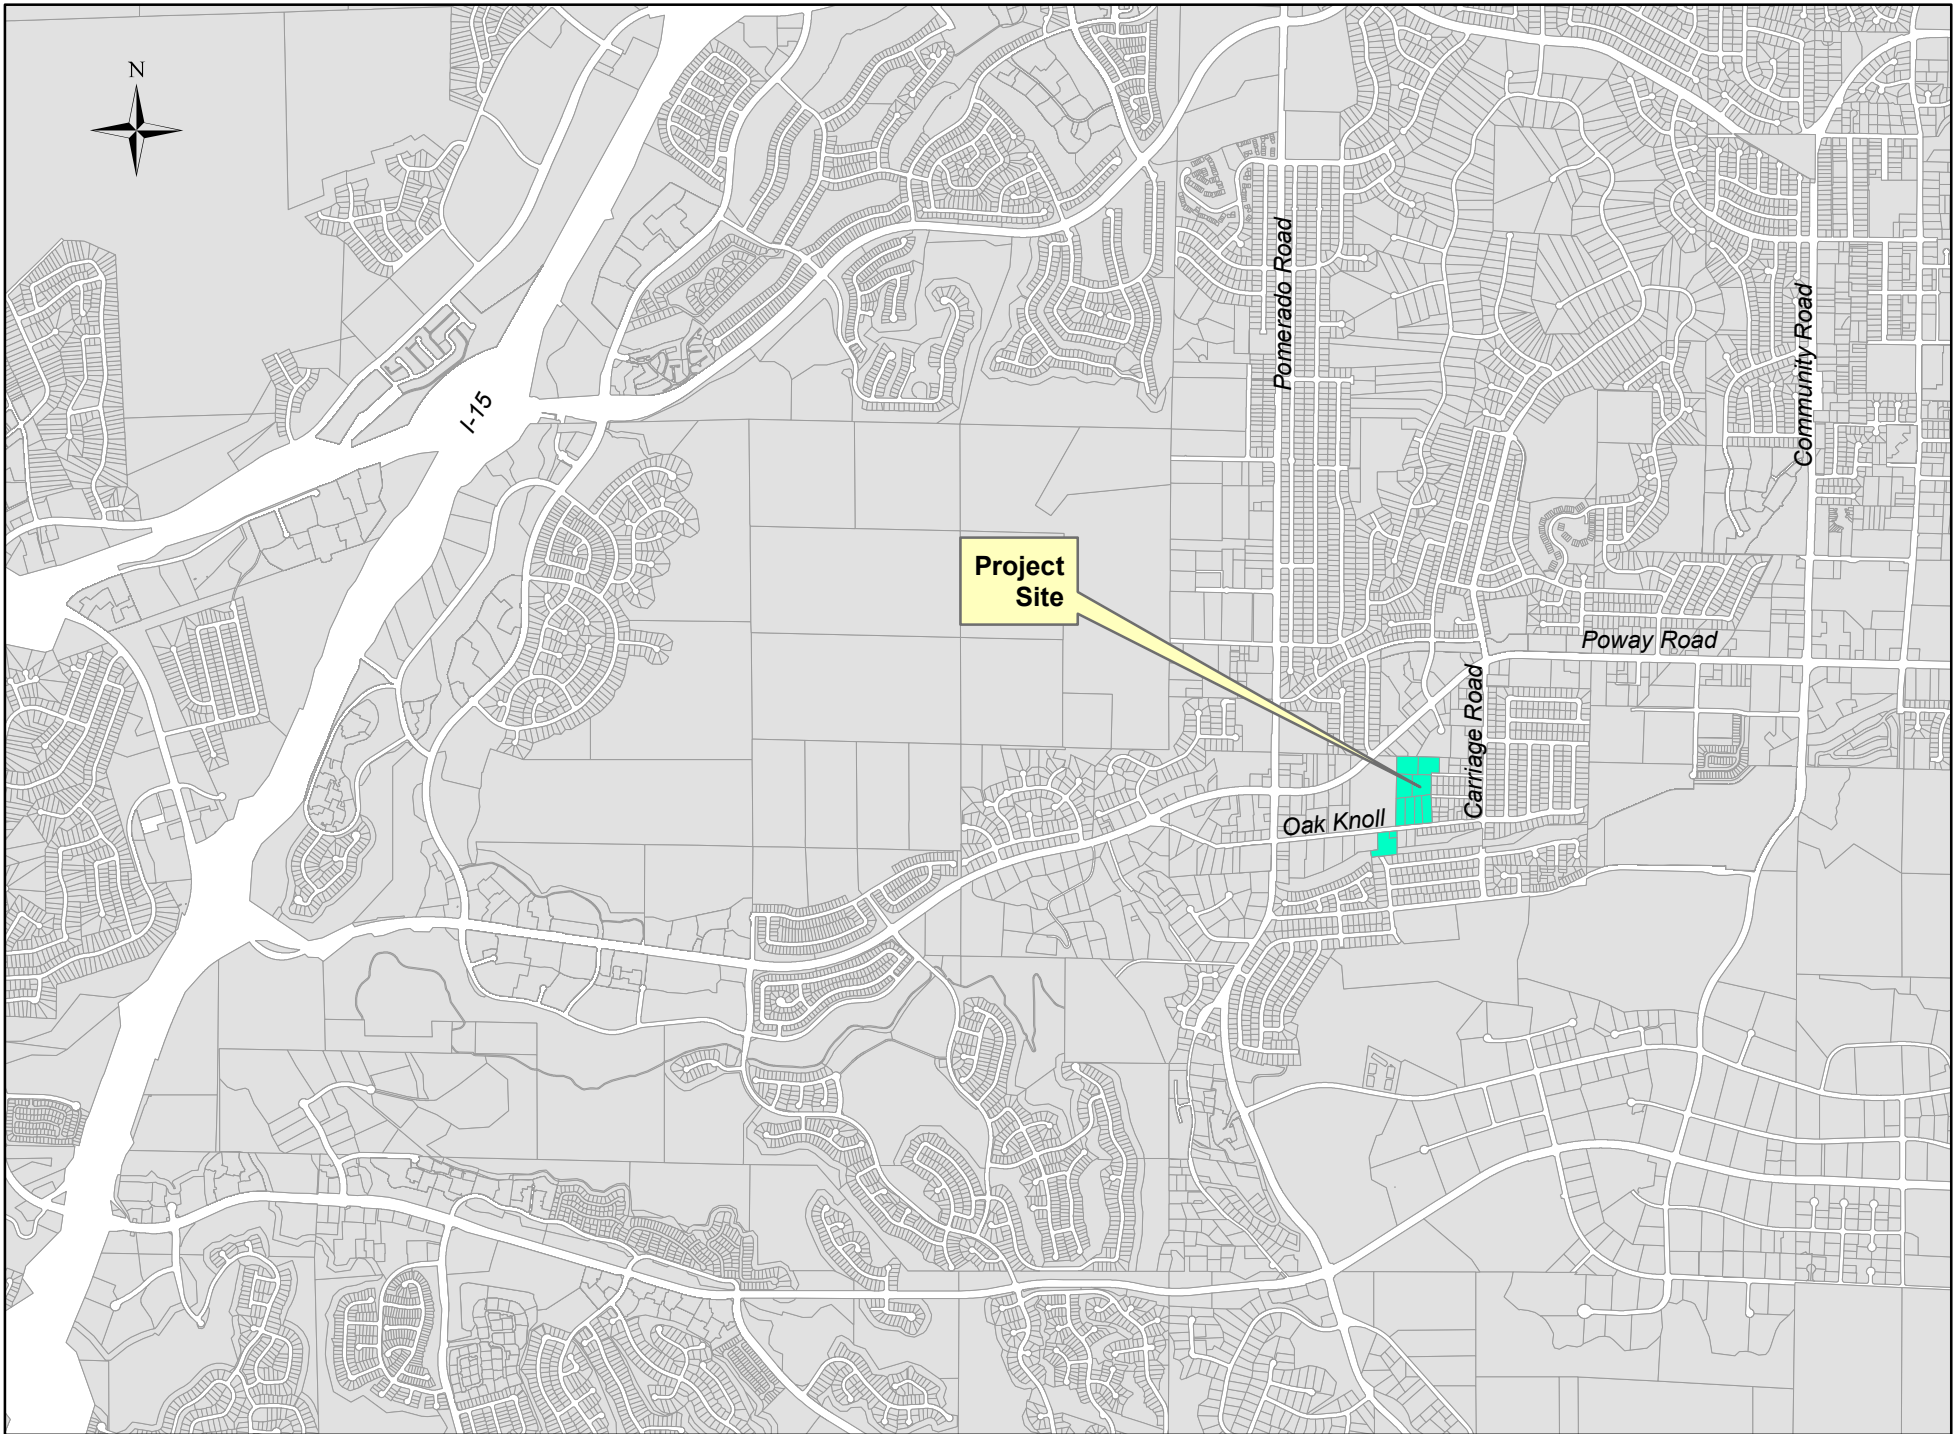 N
Pomerado Road
Community Road
I-15
Project
Site
Poway Road
Carriage Road
Oak Knoll